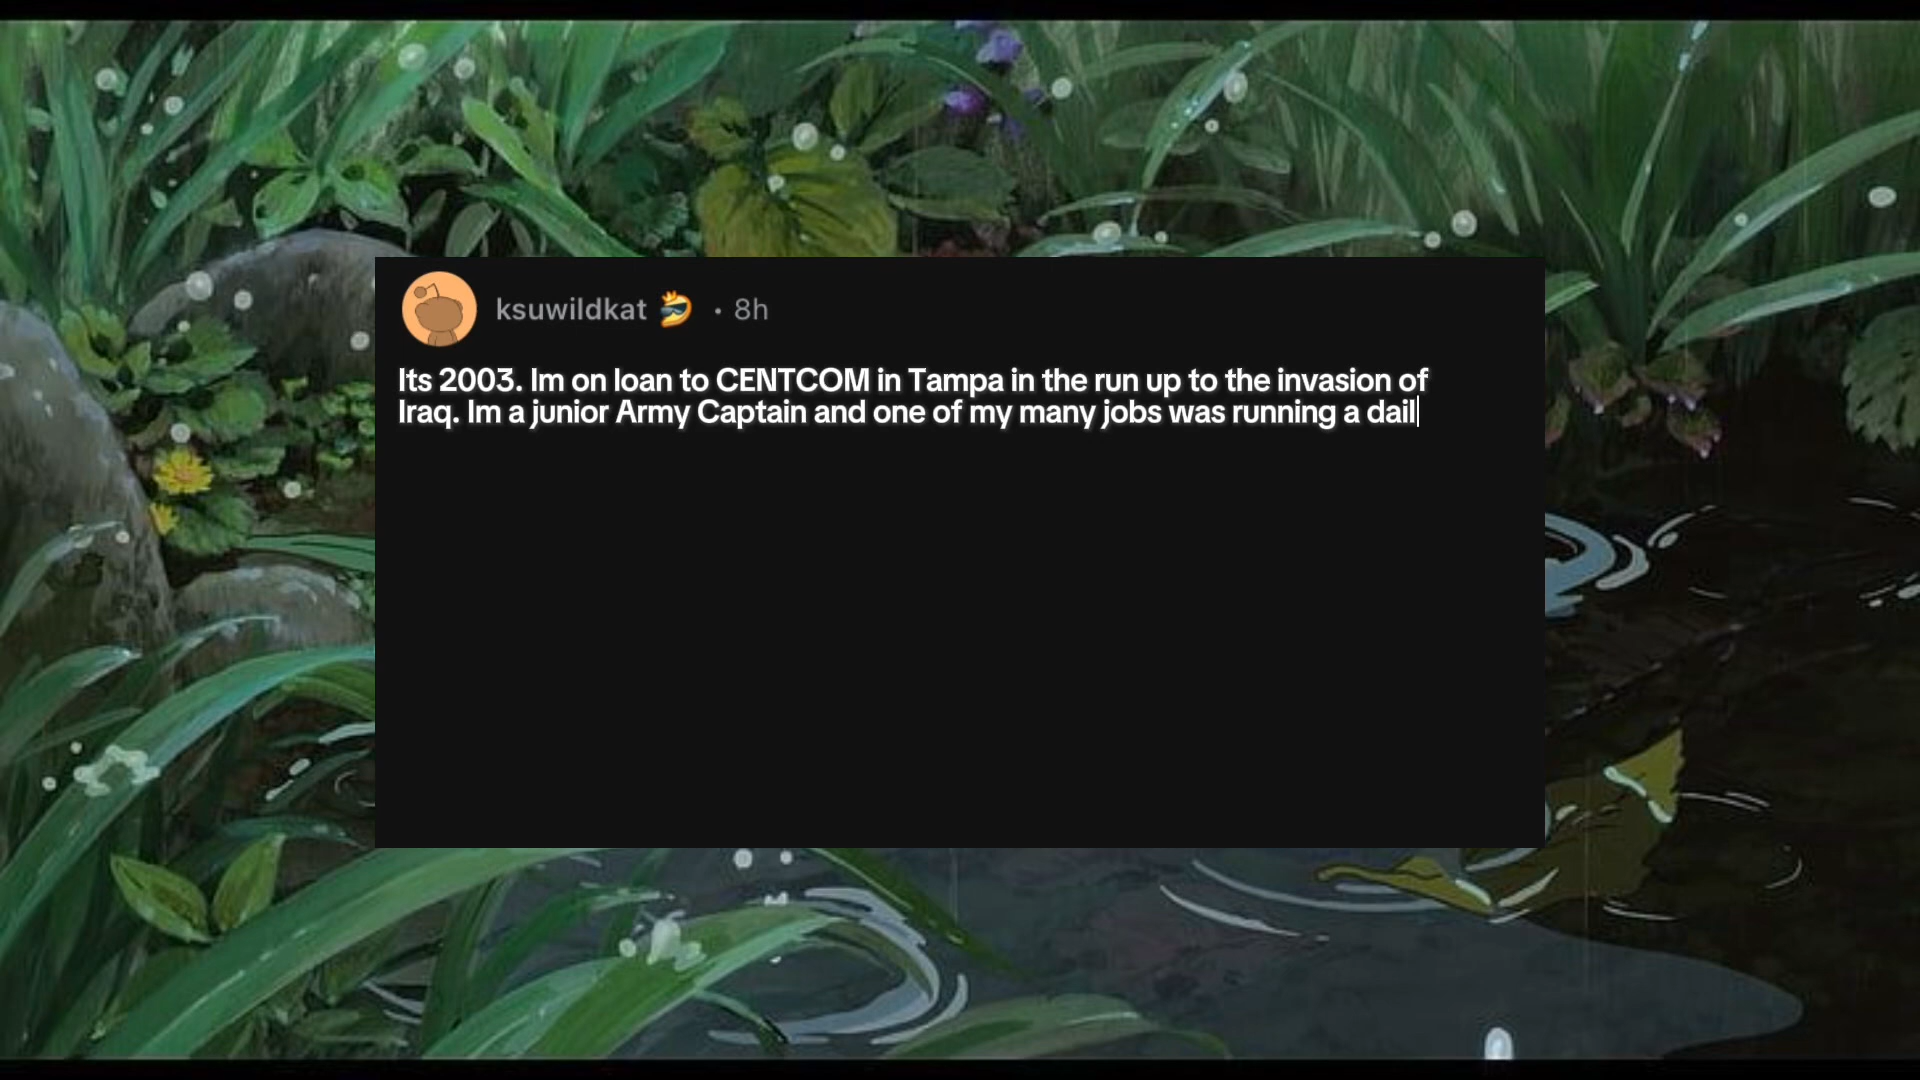 ksuwildkat 🤣 · 8h
Its 2003. Im on loan to CENTCOM in Tampa in the run up to the invasion of
Iraq. Im a junior Army Captain and one of my many jobs was running a dail